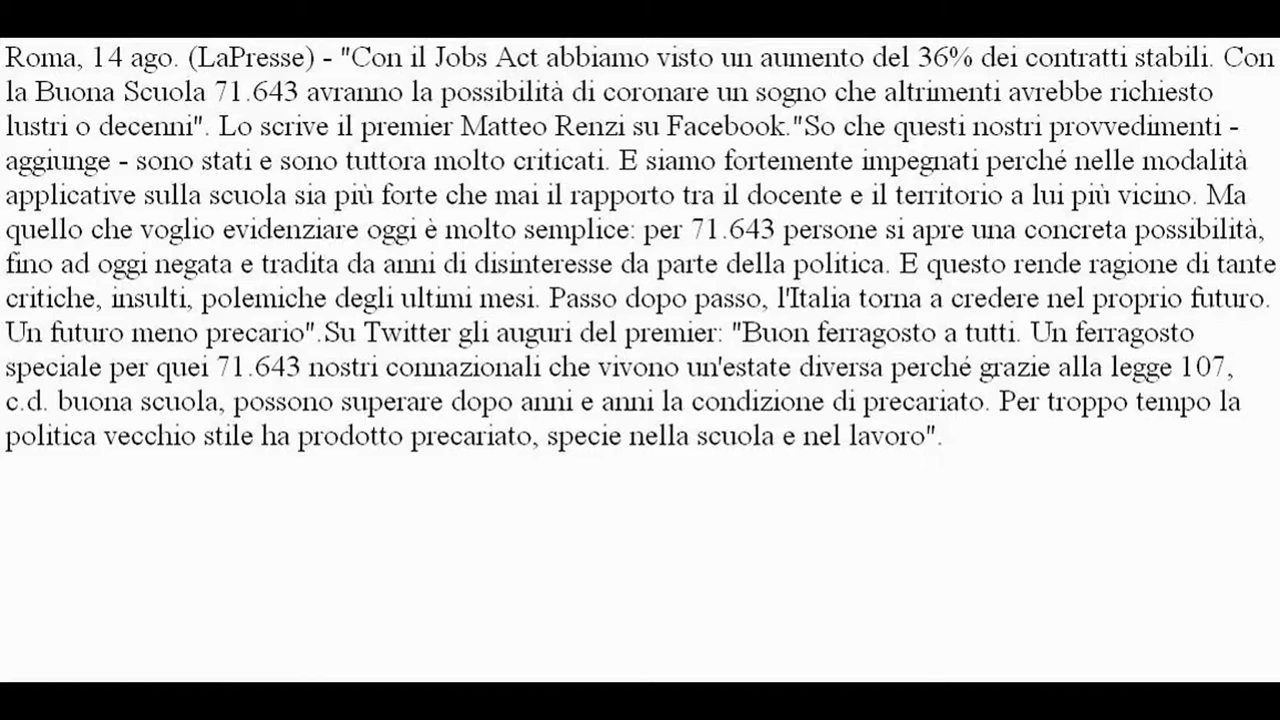 Roma, 14 ago. (LaPresse) - "Con il Jobs Act abbiamo visto un aumento del 36% dei contratti stabili. Con
la Buona Scuola 71.643 avranno la possibilità di coronare un sogno che altrimenti avrebbe richiesto
lustri o decenni". Lo scrive il premier Matteo Renzi su Facebook."So che questi nostri provvedimenti -
aggiunge - sono stati e sono tuttora molto criticati. E siamo fortemente impegnati perché nelle modalità
applicative sulla scuola sia più forte che mai il rapporto tra il docente e il territorio a lui più vicino. Ma
quello che voglio evidenziare oggi è molto semplice: per 71.643 persone si apre una concreta possibilità,
fino ad oggi negata e tradita da anni di disinteresse da parte della politica. E questo rende ragione di tante
critiche, insulti, polemiche degli ultimi mesi. Passo dopo passo, l'Italia torna a credere nel proprio futuro.
Un futuro meno precario".Su Twitter gli auguri del premier: "Buon ferragosto a tutti. Un ferragosto
speciale per quei 71.643 nostri connazionali che vivono un'estate diversa perché grazie alla legge 107,
c.d. buona scuola, possono superare dopo anni e anni la condizione di precariato. Per troppo tempo la
politica vecchio stile ha prodotto precariato, specie nella scuola e nel lavoro".